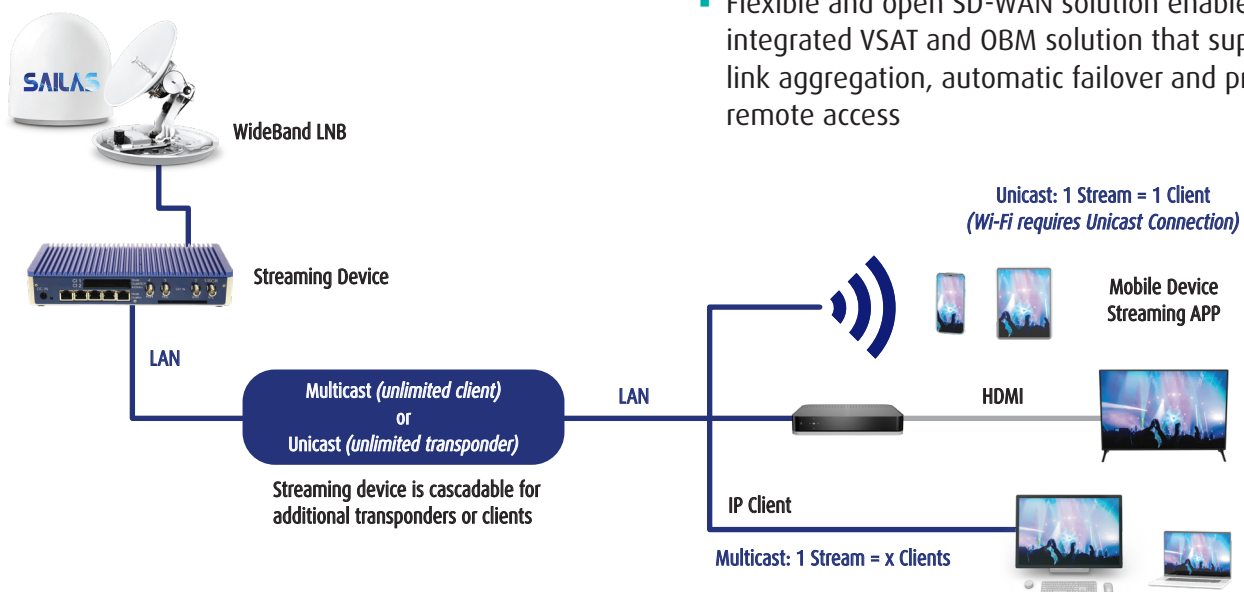 Flexible and open SD-WAN solution enable
integrated VSAT and OBM solution that sup
link aggregation, automatic failover and pr
remote access
SAILAS
WideBand LNB
Streaming Device
LAN
Multicast (unlimited client)
or
Unicast (unlimited transponder)
Streaming device is cascadable for
additional transponders or clients
LAN
Unicast: 1 Stream = 1 Client
(Wi-Fi requires Unicast Connection)
Mobile Device
Streaming APP
HDMI
IP Client
Multicast: 1 Stream = x Clients